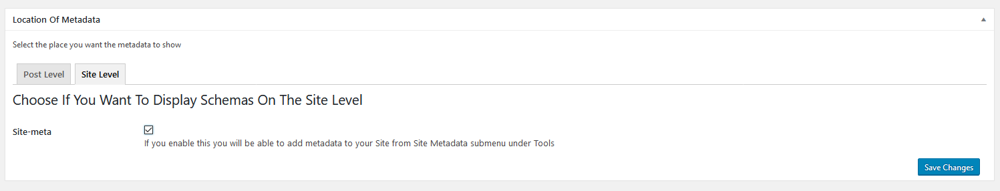 Location Of Metadata
Select the place you want the metadata to show
Post Level Site Level
Choose If You Want To Display Schemas On The Site Level
Site-meta
If you enable this you will be able to add metadata to your Site from Site Metadata submenu under Tools
Save Changes